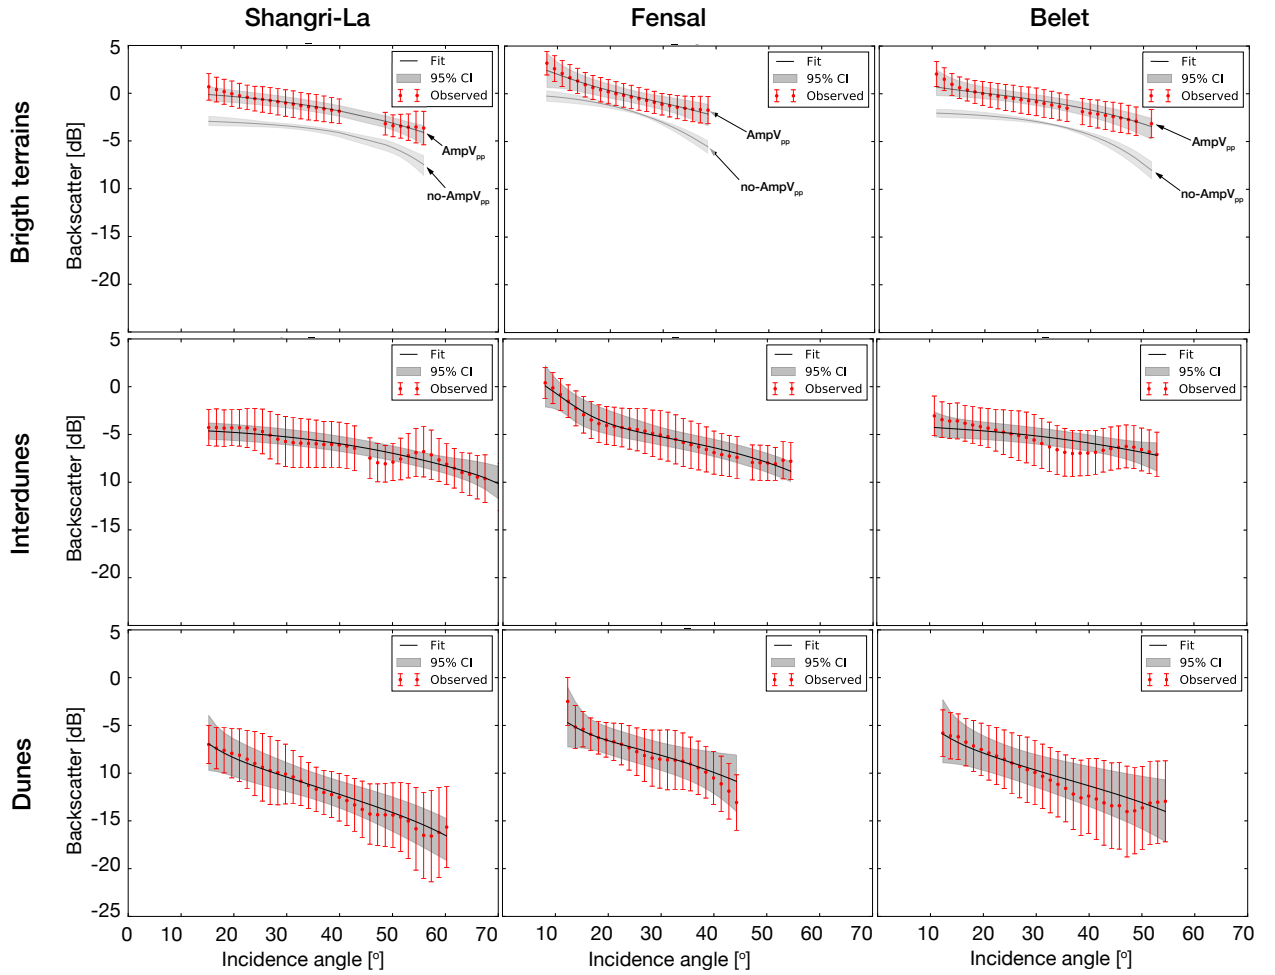 Shangri-La Fensal Belet
Brigth terrains
Backscatter [dB]
5
0
-5
10
-15
-20
Fit
95% CI
Observed
AmpVpp
no-AmpVpp
Fit
95% CI
Observed
AmpVpp
no-AmpVpp
Fit
95% CI
Observed
AmpVpp
no-AmpVpp
Interdunes
Backscatter [dB]
5
0
-5
10
-15
-20
Fit
95% CI
Observed
Fit
95% CI
Observed
Fit
95% CI
Observed
Dunes
Backscatter [dB]
5
0
-5
-10
-15
-20
-25
Fit
95% CI
Observed
Fit
95% CI
Observed
Fit
95% CI
Observed
0 10 20 30 40 50 60 70 10 20 30 40 50 60 70 10 20 30 40 50 60 70
Incidence angle [o] Incidence angle [o] Incidence angle [o]